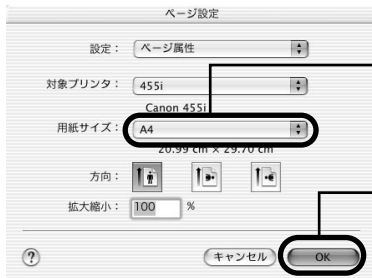 ページ設定
設定： ページ属性
対象プリンタ： 455i
Canon 455i
用紙サイズ： A4
20.99 cm × 29.70 cm
方向：
拡大縮小： 100 %
? キャンセル OK